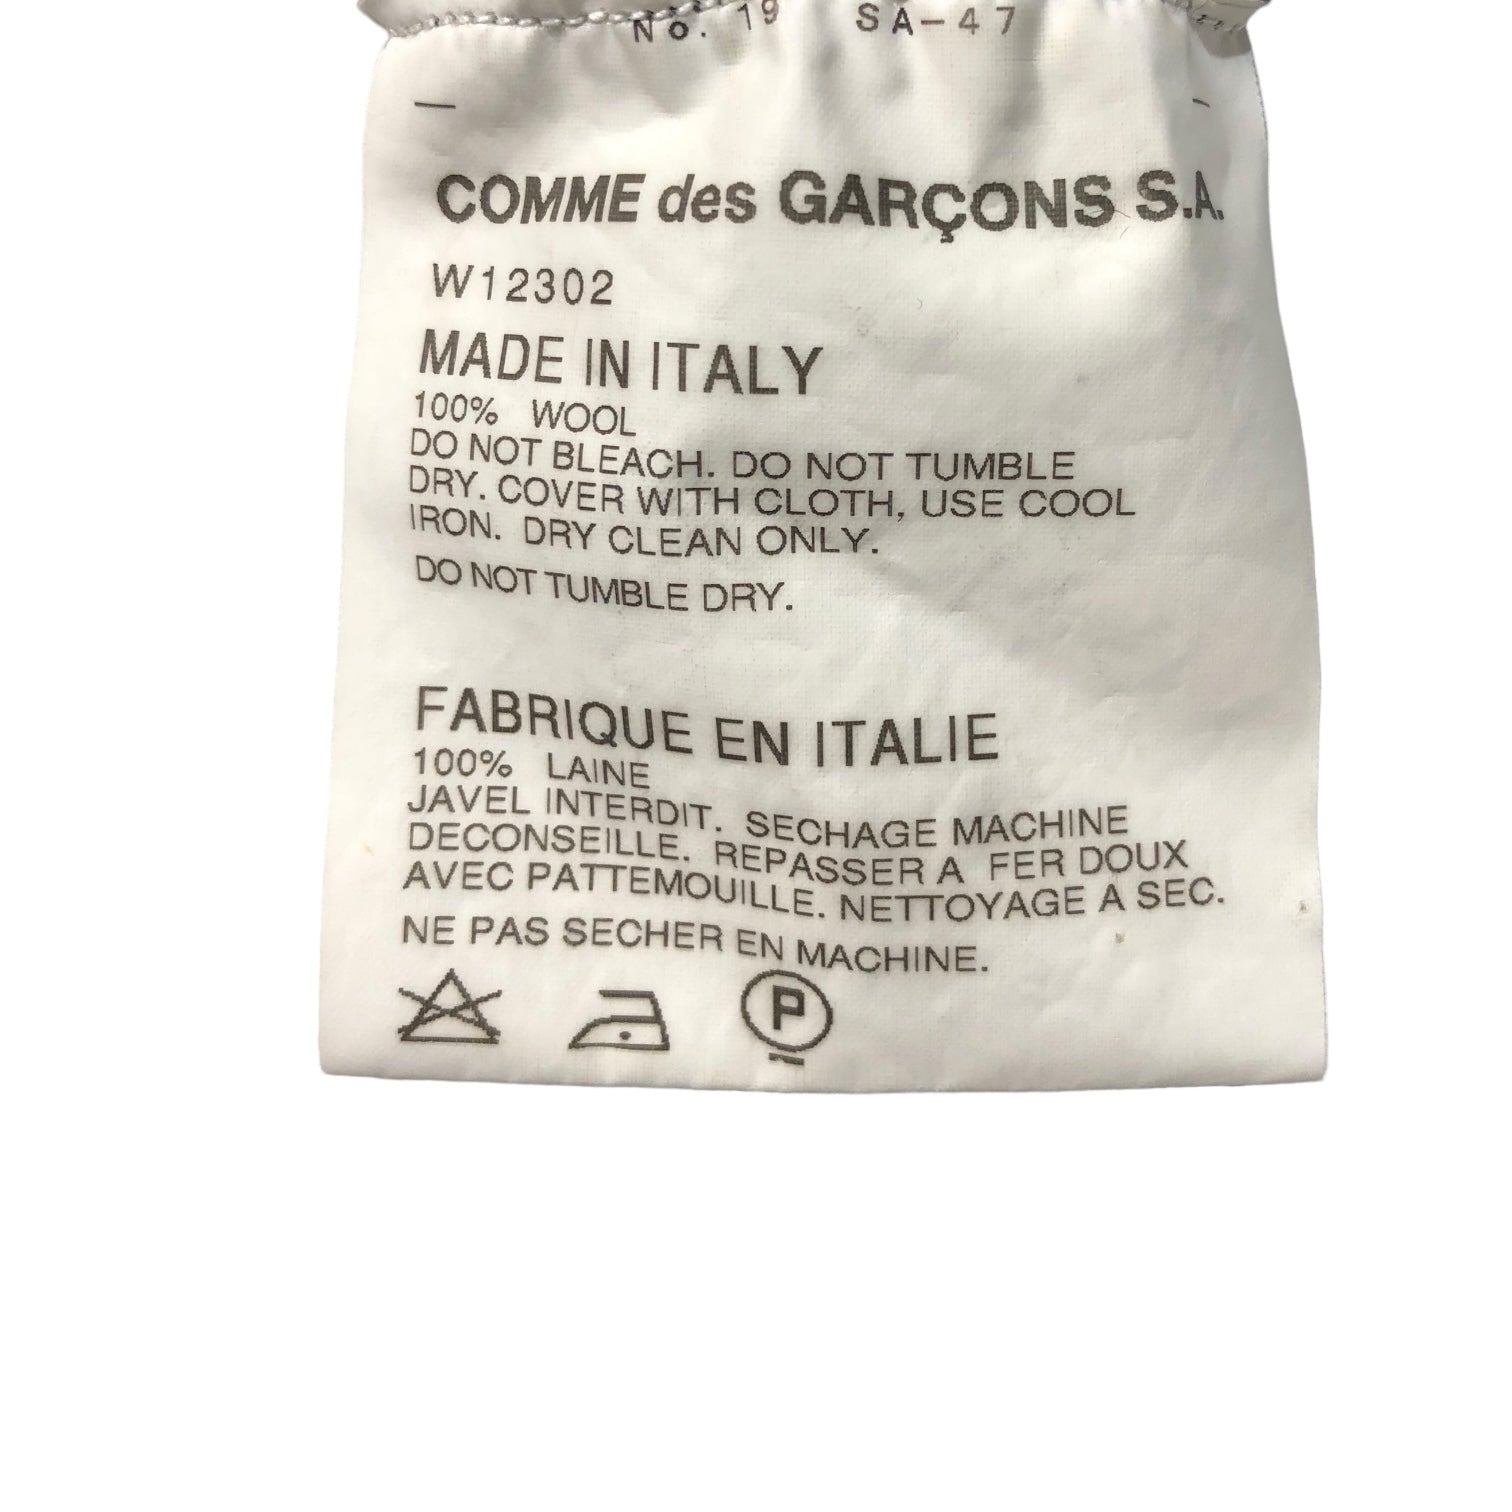 No. 19 SA-47
COMME des GARÇONS S.A.
W12302
MADE IN ITALY
100% WOOL
DO NOT BLEACH. DO NOT TUMBLE
DRY. COVER WITH CLOTH, USE COOL
IRON. DRY CLEAN ONLY.
DO NOT TUMBLE DRY.
FABRIQUE EN ITALIE
100% LAINE
JAVEL INTERDIT. SECHAGE MACHINE
DECONSEILLE. REPASSER A FER DOUX
AVEC PATTEMOUILLE. NETTOYAGE A SEC.
NE PAS SECHER EN MACHINE.
P